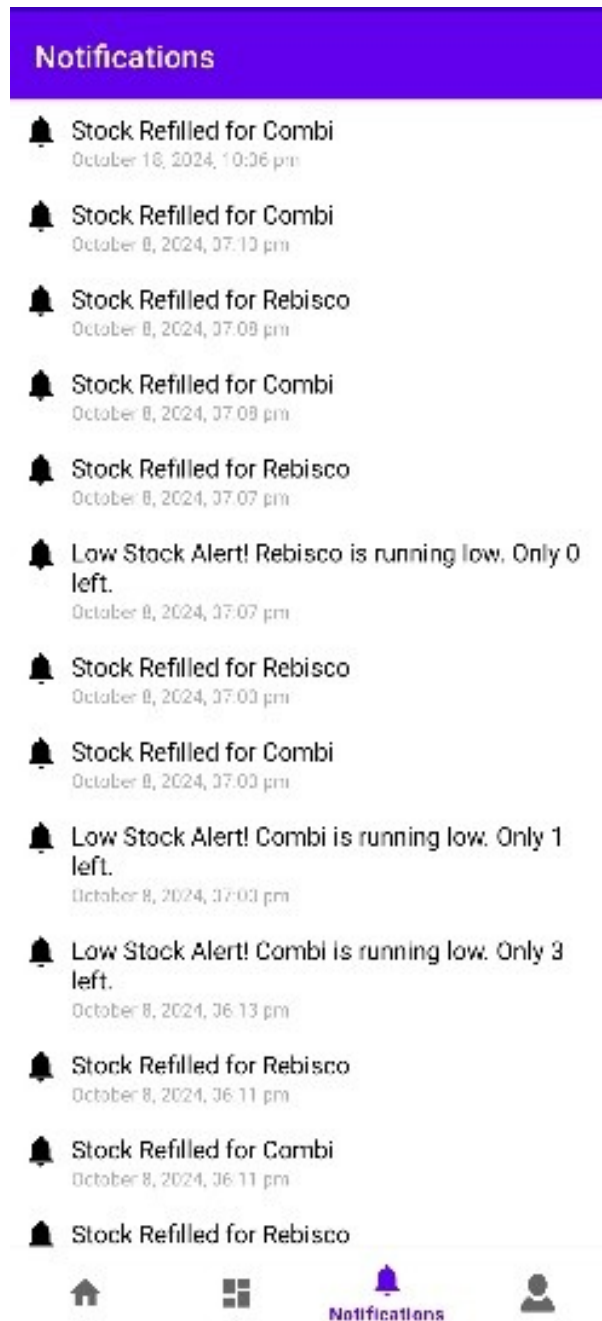 Notifications
Stock Refilled for Combi
October 18, 2024, 10:06 pm
Stock Refilled for Combi
October 8, 2024, 07:10 pm
Stock Refilled for Rebisco
October 8, 2024, 07:08 pm
Stock Refilled for Combi
October 8, 2024, 07:08 pm
Stock Refilled for Rebisco
October 8, 2024, 07:07 pm
Low Stock Alert! Rebisco is running low. Only 0
left.
October 8, 2024, 07:07 pm
Stock Refilled for Rebisco
October 8, 2024, 07:00 pm
Stock Refilled for Combi
October 8, 2024, 07:00 pm
Low Stock Alert! Combi is running low. Only 1
left.
October 8, 2024, 07:00 pm
Low Stock Alert! Combi is running low. Only 3
left.
October 8, 2024, 06:13 pm
Stock Refilled for Rebisco
October 8, 2024, 06:11 pm
Stock Refilled for Combi
October 8, 2024, 06:11 pm
Stock Refilled for Rebisco
Notifications